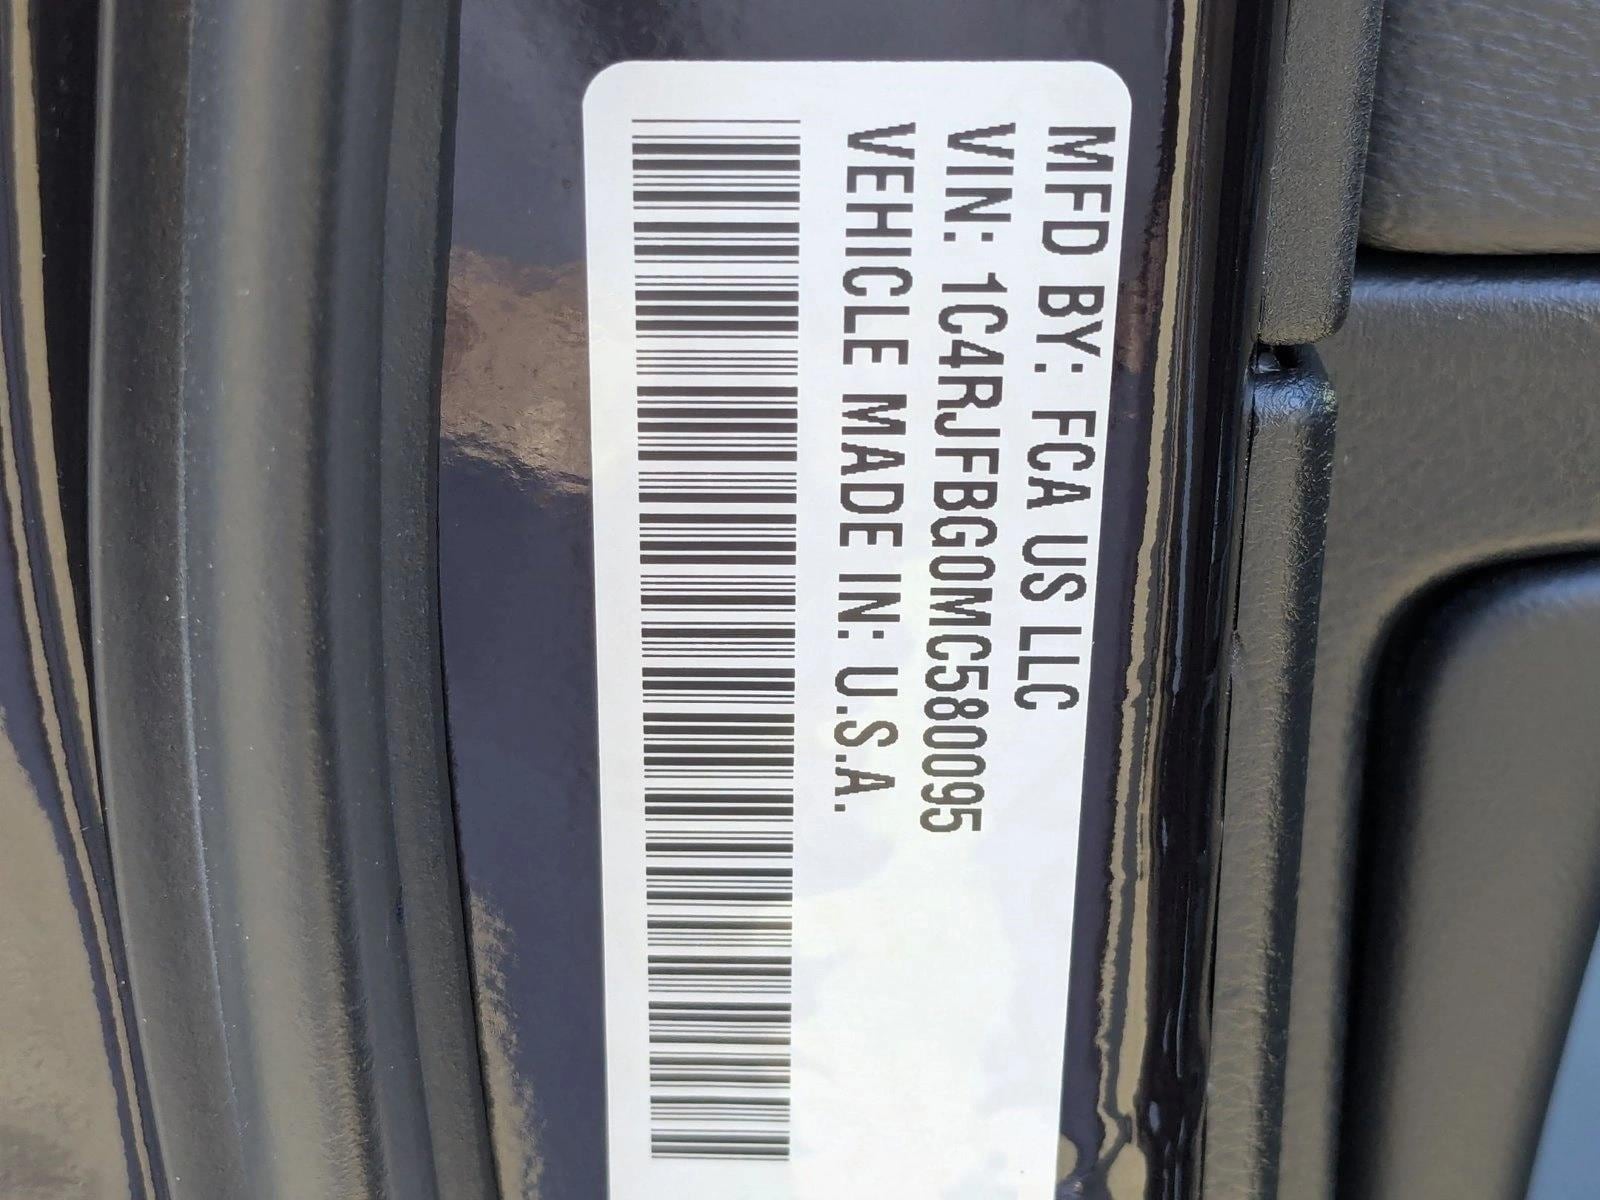 MFD BY: FCA US LLC
VIN: 1C4RJFBG0MC580095
VEHICLE MADE IN: U.S.A.